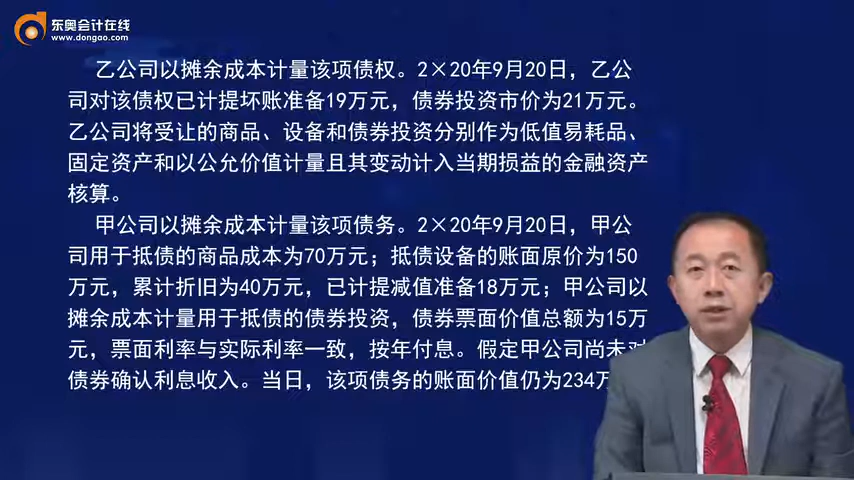 东奥会计在线
www.dongao.com
乙公司以摊余成本计量该项债权。2×20年9月20日，乙公
司对该债权已计提坏账准备19万元，债券投资市价为21万元。
乙公司将受让的商品、设备和债券投资分别作为低值易耗品、
固定资产和以公允价值计量且其变动计入当期损益的金融资产
核算。
甲公司以摊余成本计量该项债务。2×20年9月20日，甲公
司用于抵债的商品成本为70万元；抵债设备的账面原价为150
万元，累计折旧为40万元，已计提减值准备18万元；甲公司以
摊余成本计量用于抵债的债券投资，债券票面价值总额为15万
元，票面利率与实际利率一致，按年付息。假定甲公司尚未对
债券确认利息收入。当日，该项债务的账面价值仍为234万